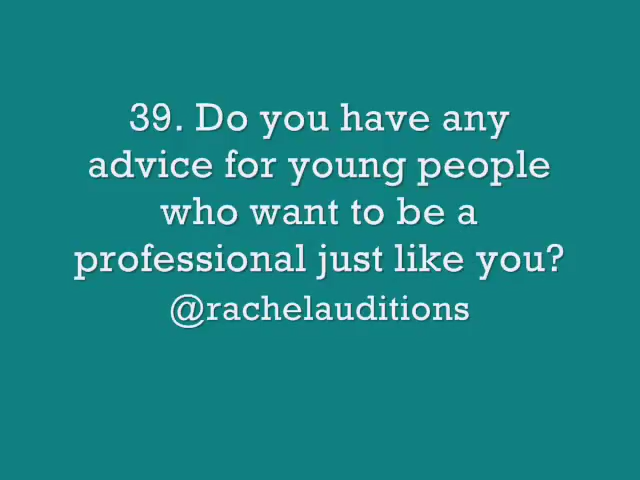 39. Do you have any
advice for young people
who want to be a
professional just like you?
@rachelauditions